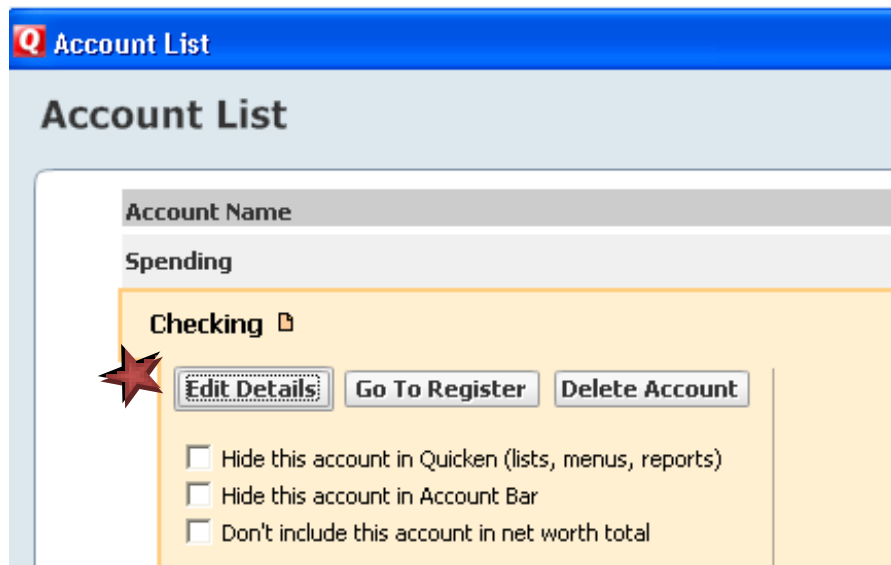 Q Account List
Account List
Account Name
Spending
Checking
Edit Details Go To Register Delete Account
Hide this account in Quicken (lists, menus, reports)
Hide this account in Account Bar
Don't include this account in net worth total